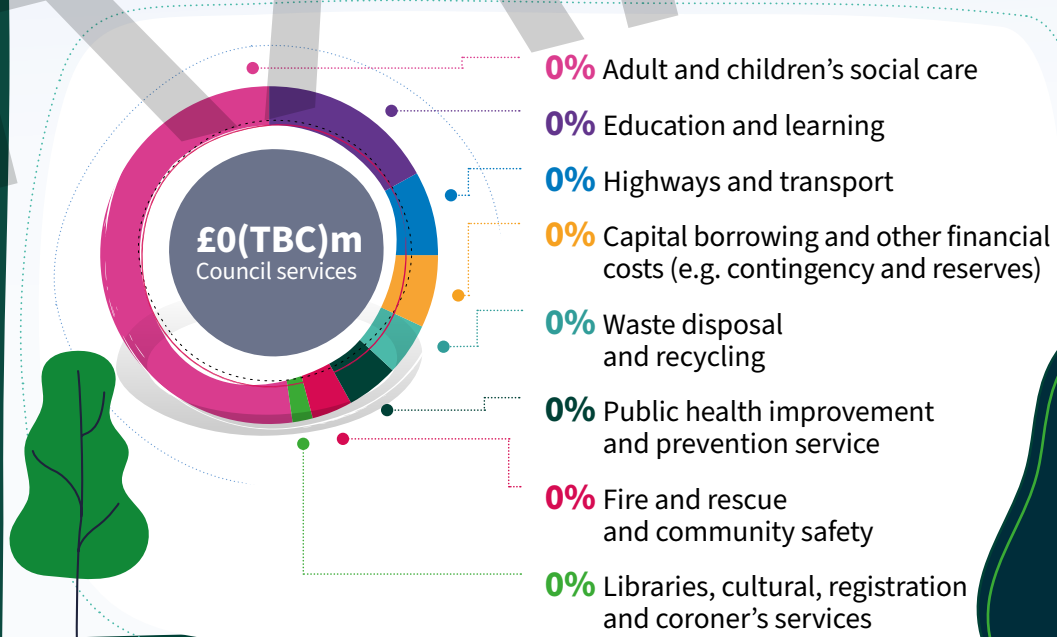 £0(TBC)m
Council services
0% Adult and children’s social care
0% Education and learning
0% Highways and transport
0% Capital borrowing and other financial
costs (e.g. contingency and reserves)
0% Waste disposal
and recycling
0% Public health improvement
and prevention service
0% Fire and rescue
and community safety
0% Libraries, cultural, registration
and coroner’s services